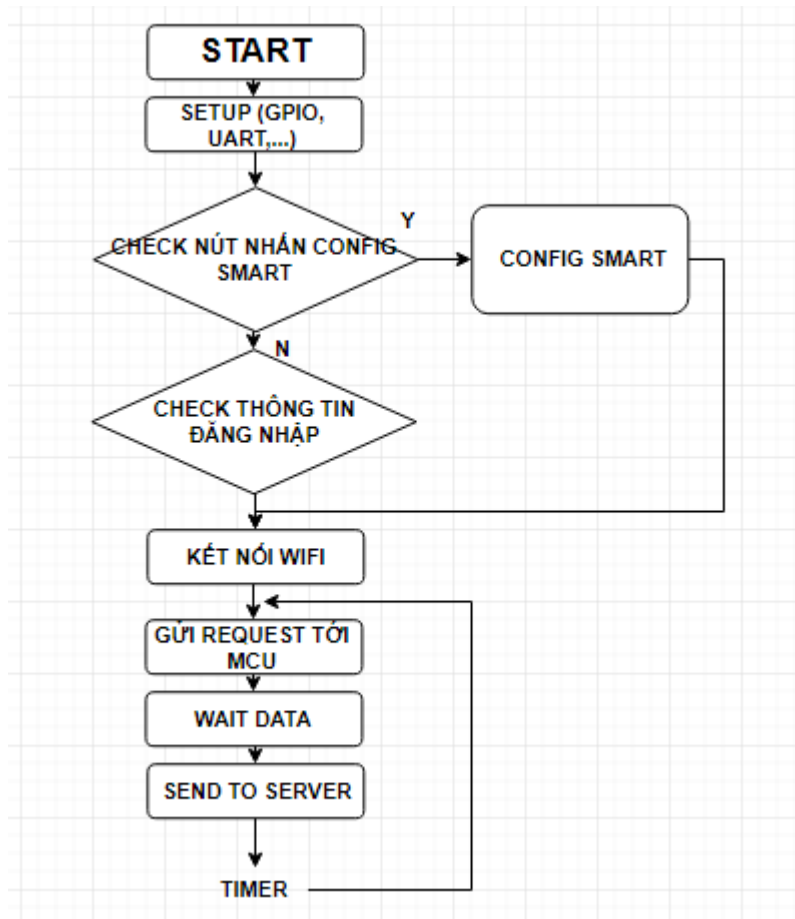 START
SETUP (GPIO,
UART,...)
CHECK NÚT NHẤN CONFIG
SMART
Y
CONFIG SMART
N
CHECK THÔNG TIN
ĐĂNG NHẬP
KẾT NỐI WIFI
GỬI REQUEST TỚI
MCU
WAIT DATA
SEND TO SERVER
TIMER